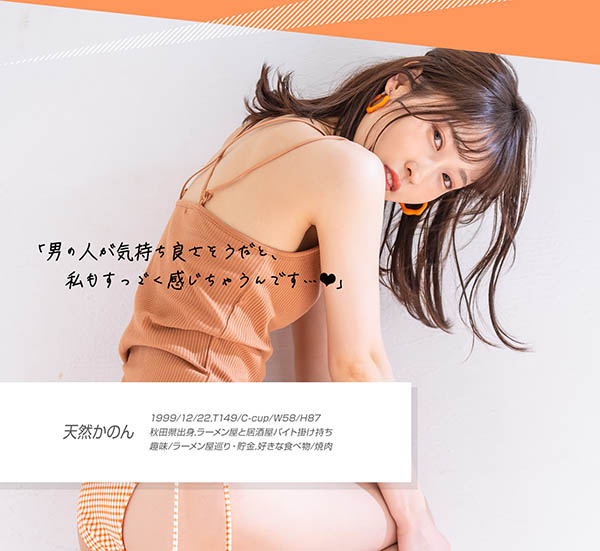 「男の人が気持ち良さそうだと、
私もすっごく感じちゃうんです…♥」
天然かのん
1999/12/22,T149/C-cup/W58/H87
秋田県出身,ラーメン屋と居酒屋バイト掛け持ち
趣味/ラーメン屋巡り・貯金,好きな食べ物/焼肉